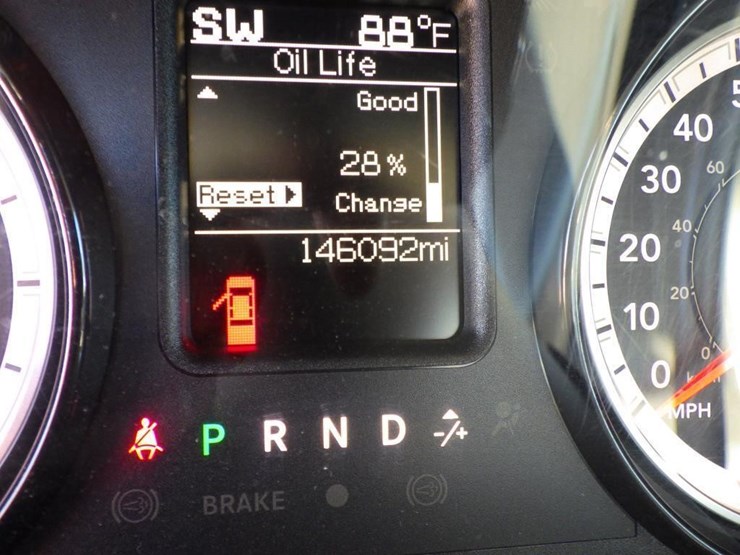 SW 88°F
Oil Life
Good
28%
Reset
Change
146092mi
P R N D -/+
BRAKE
5
40
30
20
10
0
MPH
60
40
20
0